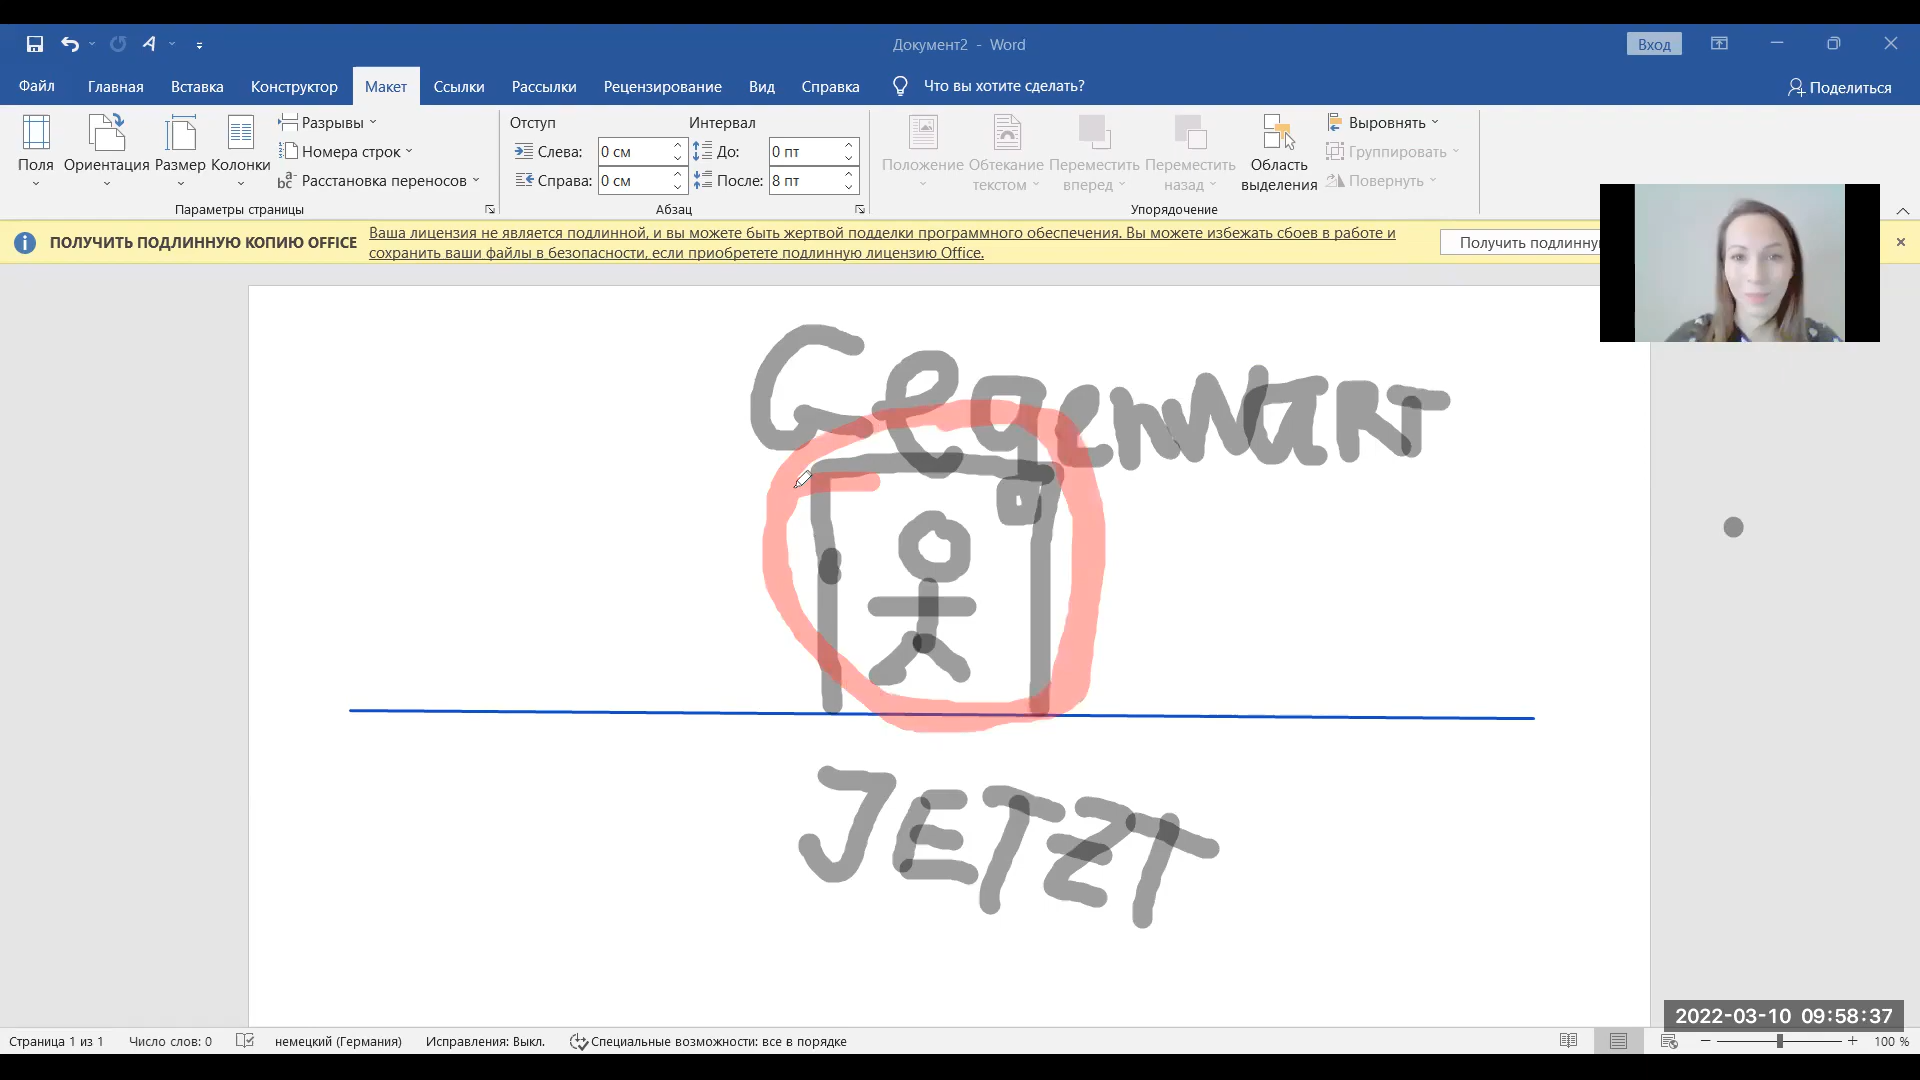 Документ2 - Word
Вход
Файл Главная Вставка Конструктор Макет Ссылки Рассылки Рецензирование Вид Справка Что вы хотите сделать? Поделиться
Поля Ориентация Размер Колонки
Разрывы
Номера строк
Расстановка переносов
Параметры страницы
Отступ
Слева: 0 см
Справа: 0 см
Интервал
До: 0 пт
После: 8 пт
Абзац
Положение
Обтекание текстом
Переместить вперед
Переместить назад
Область выделения
Выровнять
Группировать
Повернуть
Упорядочение
ПОЛУЧИТЬ ПОДЛИННУЮ КОПИЮ OFFICE
Ваша лицензия не является подлинной, и вы можете быть жертвой подделки программного обеспечения. Вы можете избежать сбоев в работе и
сохранить ваши файлы в безопасности, если приобретете подлинную лицензию Office.
Получить подлинну
GegenwART
JETZT
2022-03-10 09:58:37
Страница 1 из 1 Число слов: 0 немецкий (Германия) Исправления: Выкл. Специальные возможности: все в порядке 100 %